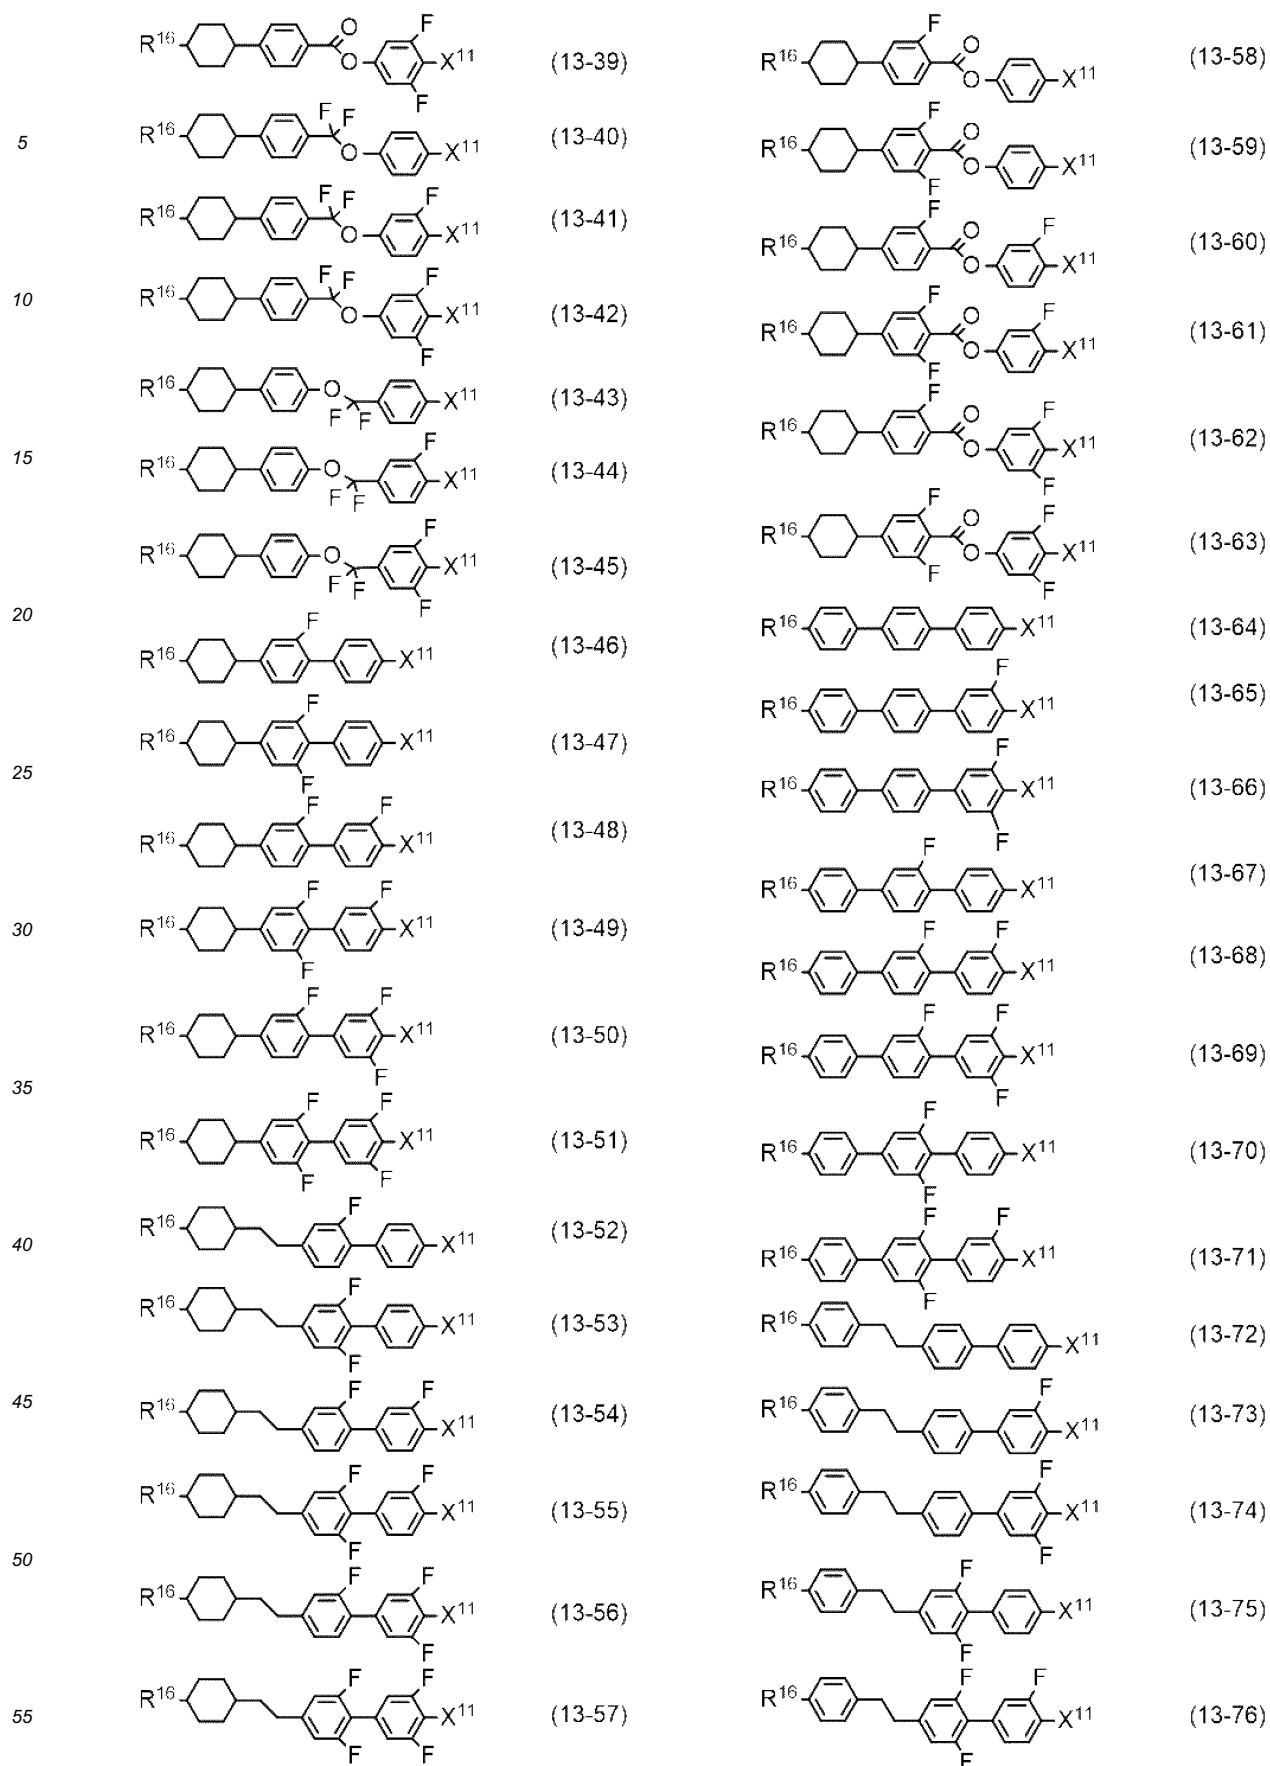 R16 O O F X11 F (13-39)
5 R16 F F O X11 (13-40)
R16 F F O F X11 (13-41)
10 R16 F F O F X11 F (13-42)
R16 O F F X11 (13-43)
15 R16 O F F F X11 (13-44)
R16 O F F F X11 F (13-45)
20 R16 F X11 (13-46)
R16 F F X11 (13-47)
25 R16 F F X11 (13-48)
30 R16 F F F X11 (13-49)
R16 F F X11 F (13-50)
35 R16 F F F X11 F (13-51)
40 R16 F X11 (13-52)
R16 F F X11 (13-53)
45 R16 F F X11 (13-54)
R16 F F F X11 (13-55)
50 R16 F F X11 F (13-56)
55 R16 F F F X11 F (13-57)
R16 F O O X11 (13-58)
R16 F F O O X11 (13-59)
R16 F O O F X11 (13-60)
R16 F F O O F X11 (13-61)
R16 F O O F X11 F (13-62)
R16 F F O O F X11 F (13-63)
R16 X11 (13-64)
R16 F X11 (13-65)
R16 F X11 F (13-66)
R16 F X11 (13-67)
R16 F F X11 (13-68)
R16 F F X11 F (13-69)
R16 F F X11 (13-70)
R16 F F F X11 (13-71)
R16 X11 (13-72)
R16 F X11 (13-73)
R16 F X11 F (13-74)
R16 F F X11 (13-75)
R16 F F F X11 (13-76)